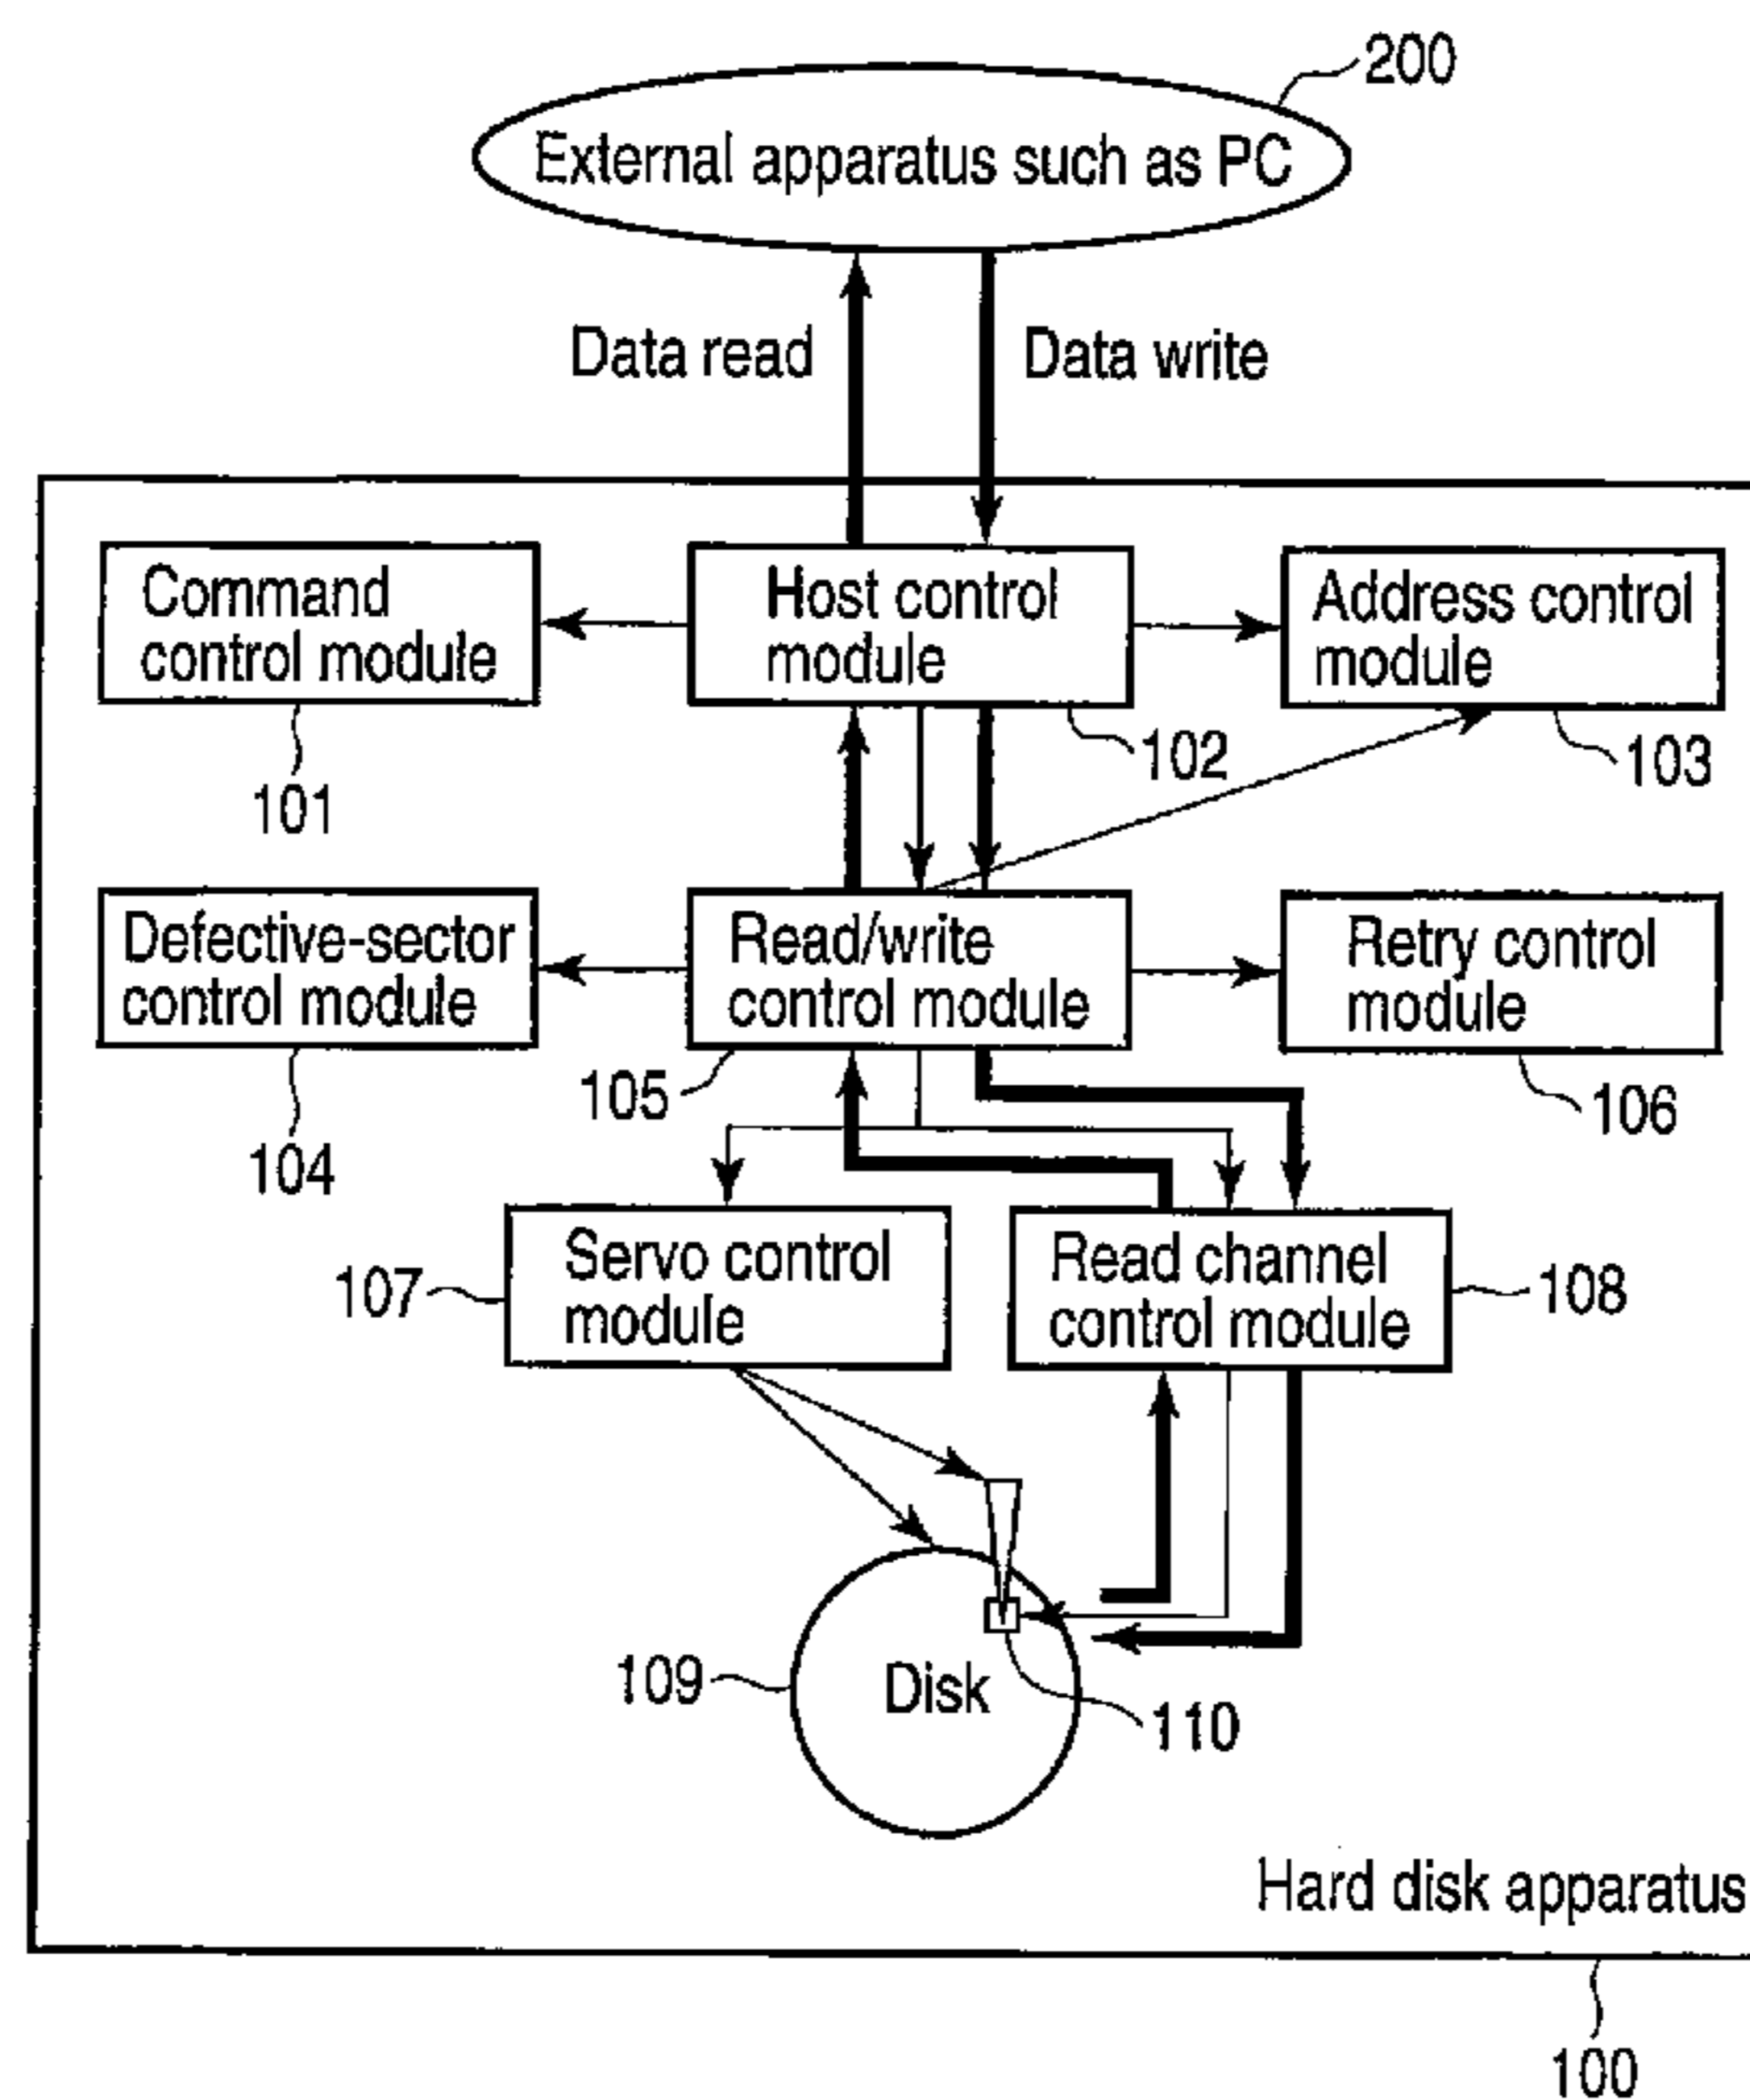 200
External apparatus such as PC
Data read
Data write
Command
control module
Host control
module
Address control
module
101
102
103
Defective-sector
control module
Read/write
control module
Retry control
module
104
105
106
Servo control
module
Read channel
control module
107
108
109
Disk
110
Hard disk apparatus
100